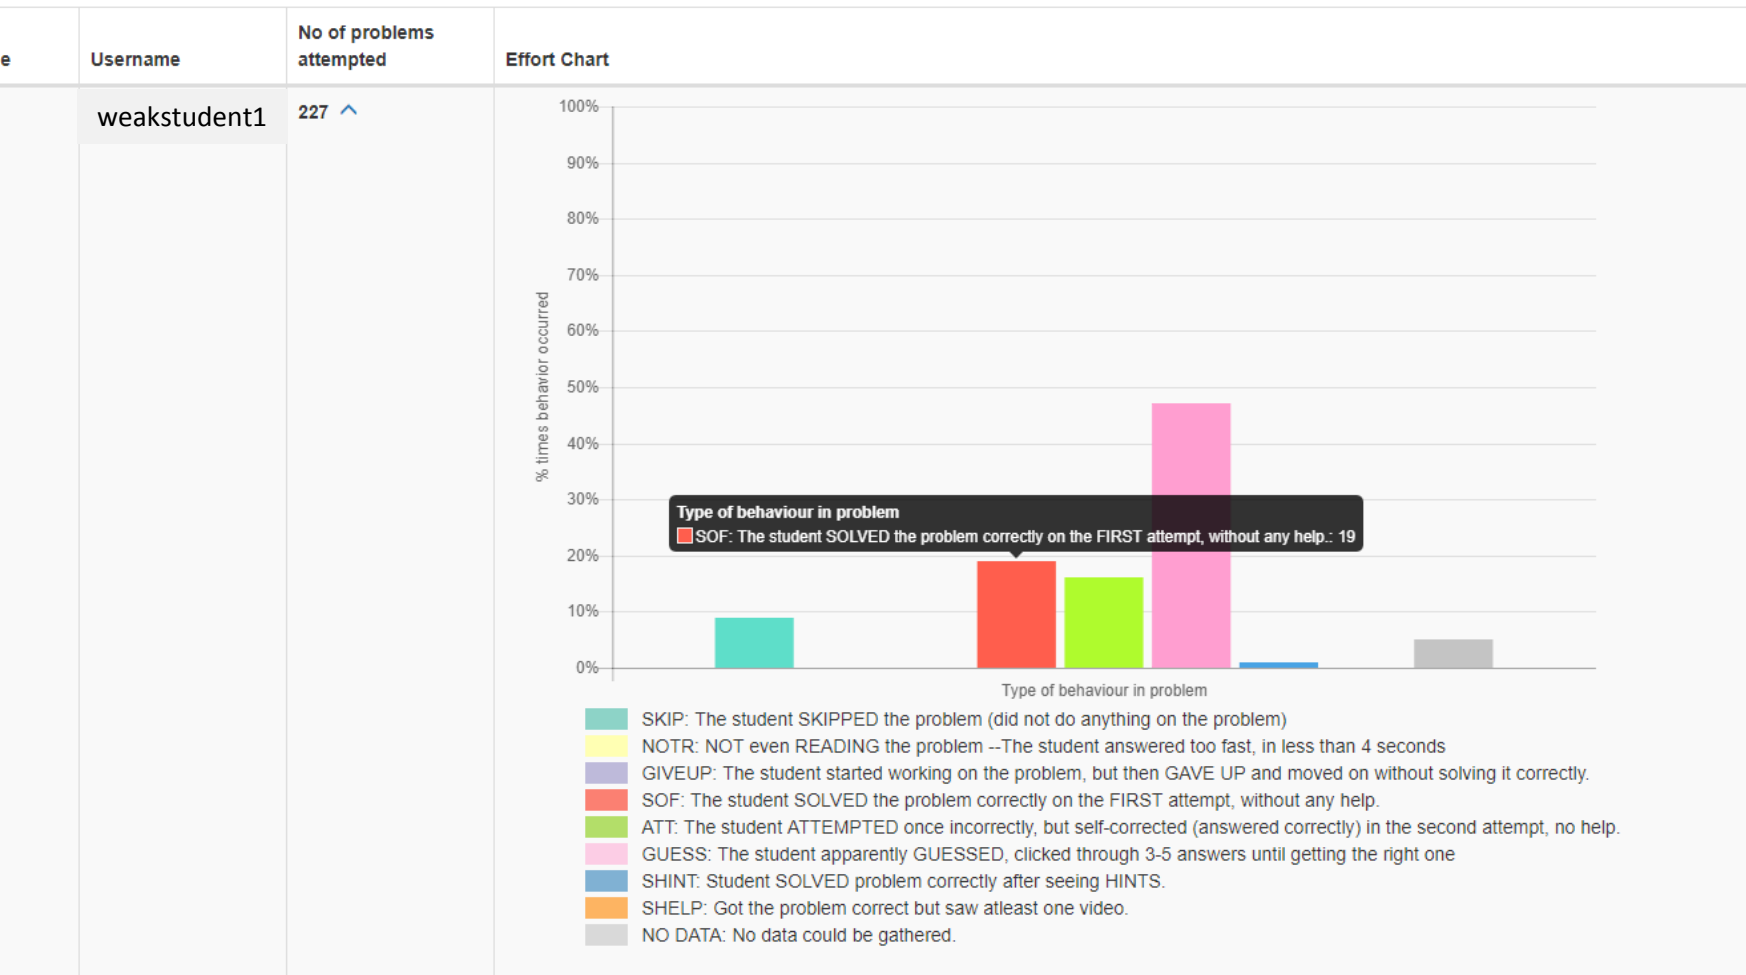 e
Username
No of problems
attempted
Effort Chart
weakstudent1
227
100%
90%
80%
70%
60%
50%
40%
30%
20%
10%
0%
% times behavior occurred
Type of behaviour in problem
SOF: The student SOLVED the problem correctly on the FIRST attempt, without any help.: 19
Type of behaviour in problem
SKIP: The student SKIPPED the problem (did not do anything on the problem)
NOTR: NOT even READING the problem --The student answered too fast, in less than 4 seconds
GIVEUP: The student started working on the problem, but then GAVE UP and moved on without solving it correctly.
SOF: The student SOLVED the problem correctly on the FIRST attempt, without any help.
ATT: The student ATTEMPTED once incorrectly, but self-corrected (answered correctly) in the second attempt, no help.
GUESS: The student apparently GUESSED, clicked through 3-5 answers until getting the right one
SHINT: Student SOLVED problem correctly after seeing HINTS.
SHELP: Got the problem correct but saw atleast one video.
NO DATA: No data could be gathered.